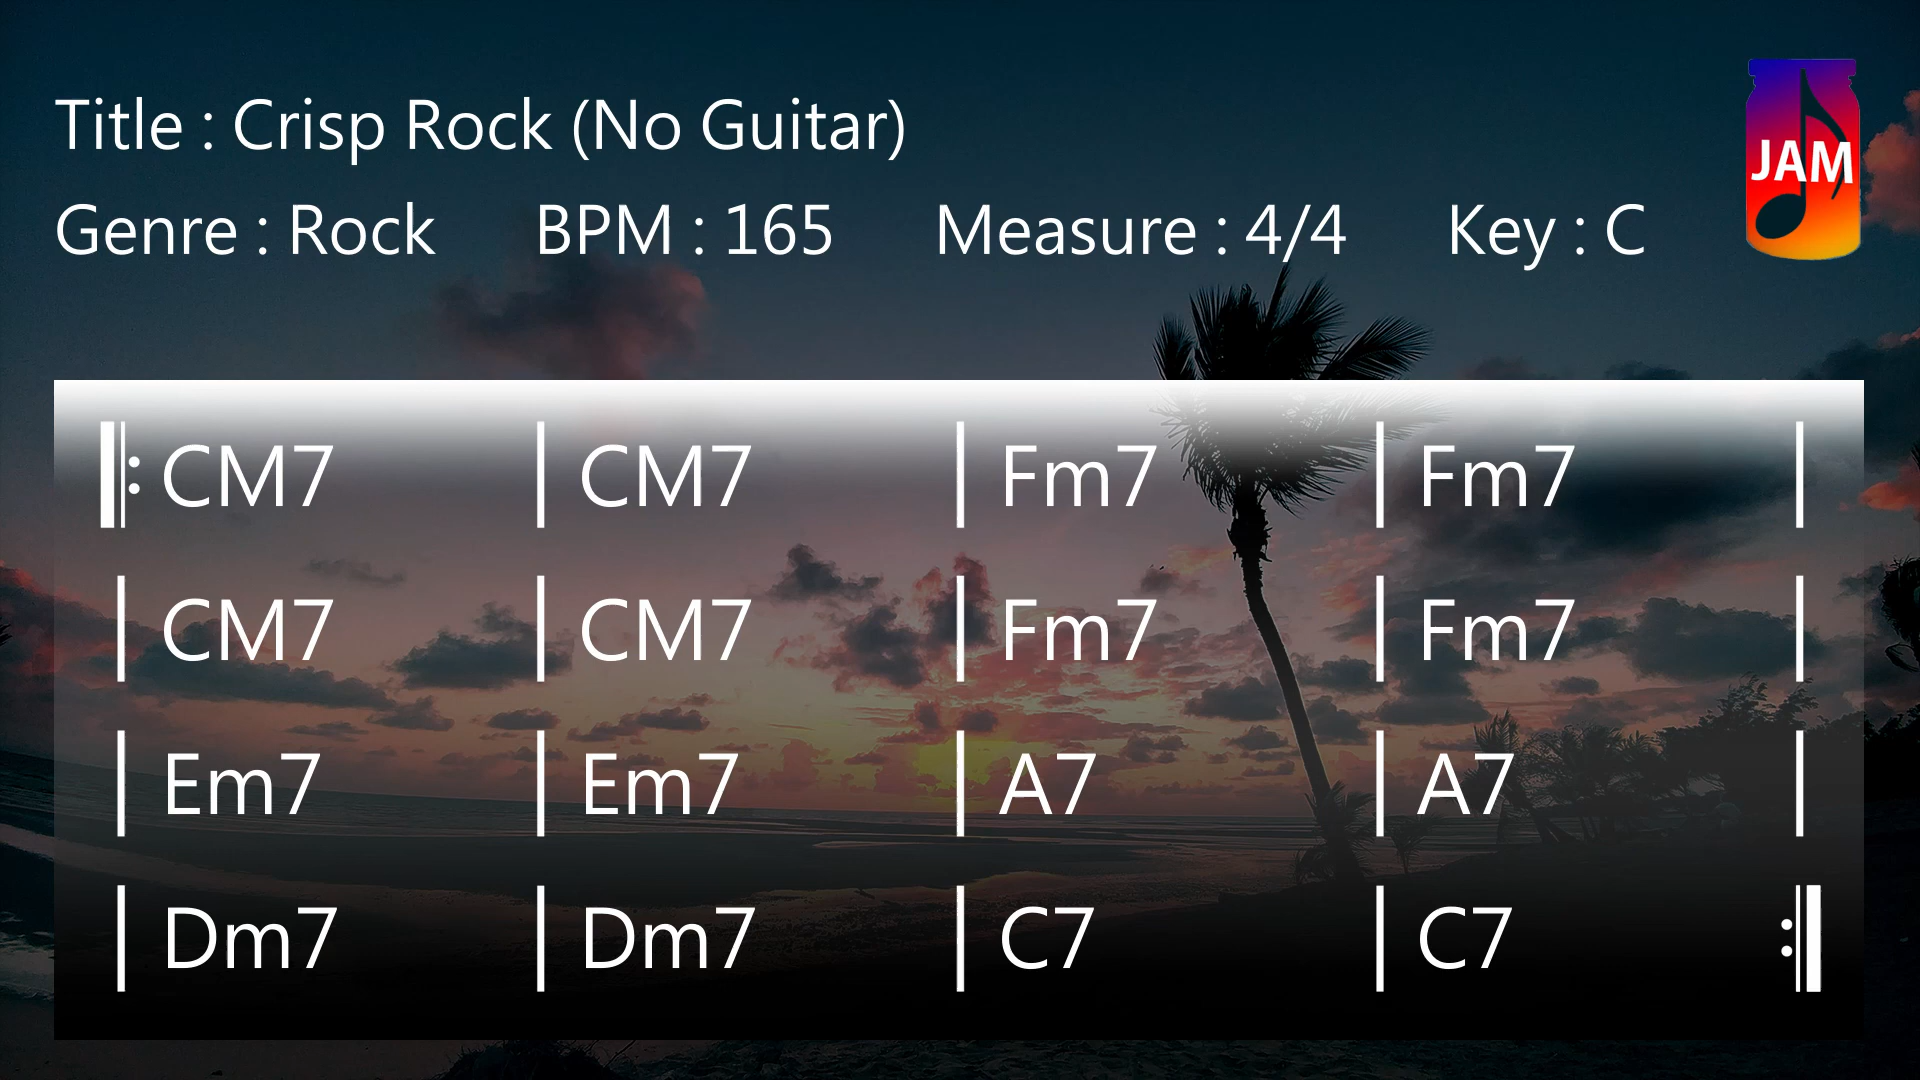 Title : Crisp Rock (No Guitar)
JAM
Genre : Rock BPM : 165 Measure : 4/4 Key : C
CM7 CM7 Fm7 Fm7
CM7 CM7 Fm7 Fm7
Em7 Em7 A7 A7
Dm7 Dm7 C7 C7